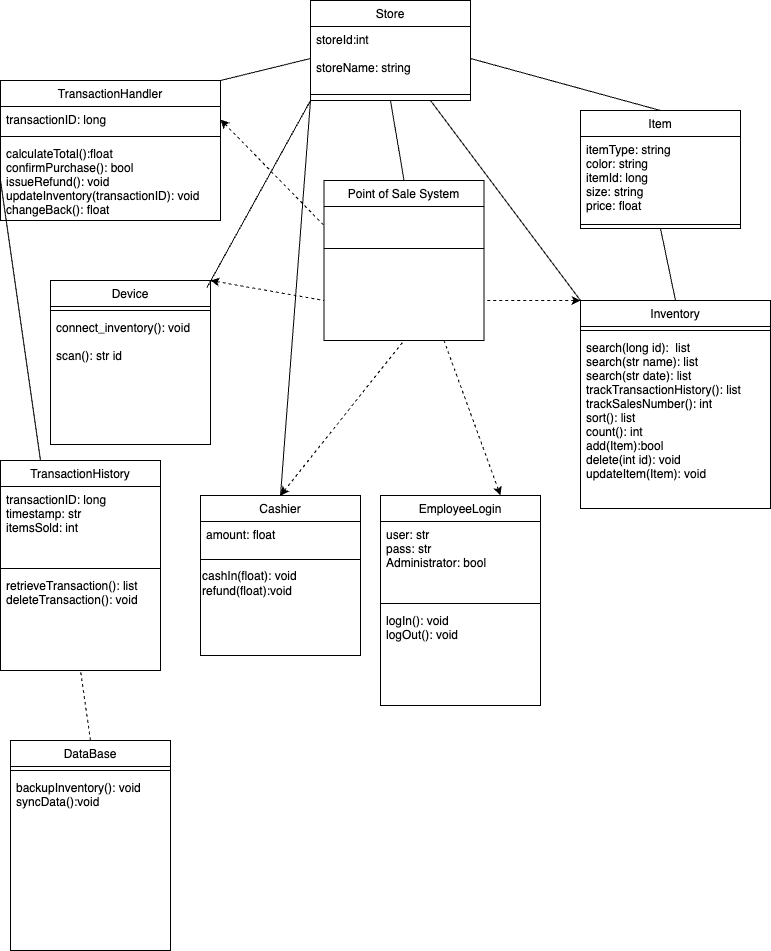 Store
storeId:int
storeName: string
TransactionHandler
transactionID: long
calculateTotal():float
confirmPurchase(): bool
issueRefund(): void
updateInventory(transactionID): void
changeBack(): float
Item
itemType: string
color: string
itemId: long
size: string
price: float
Point of Sale System
Device
connect_inventory(): void
scan(): str id
Inventory
search(long id):  list
search(str name): list
search(str date): list
trackTransactionHistory(): list
trackSalesNumber(): int
sort(): list
count(): int
add(Item):bool
delete(int id): void
updateItem(Item): void
TransactionHistory
transactionID: long
timestamp: str
itemsSold: int
retrieveTransaction(): list
deleteTransaction(): void
Cashier
amount: float
cashIn(float): void
refund(float):void
EmployeeLogin
user: str
pass: str
Administrator: bool
logIn(): void
logOut(): void
DataBase
backupInventory(): void
syncData():void